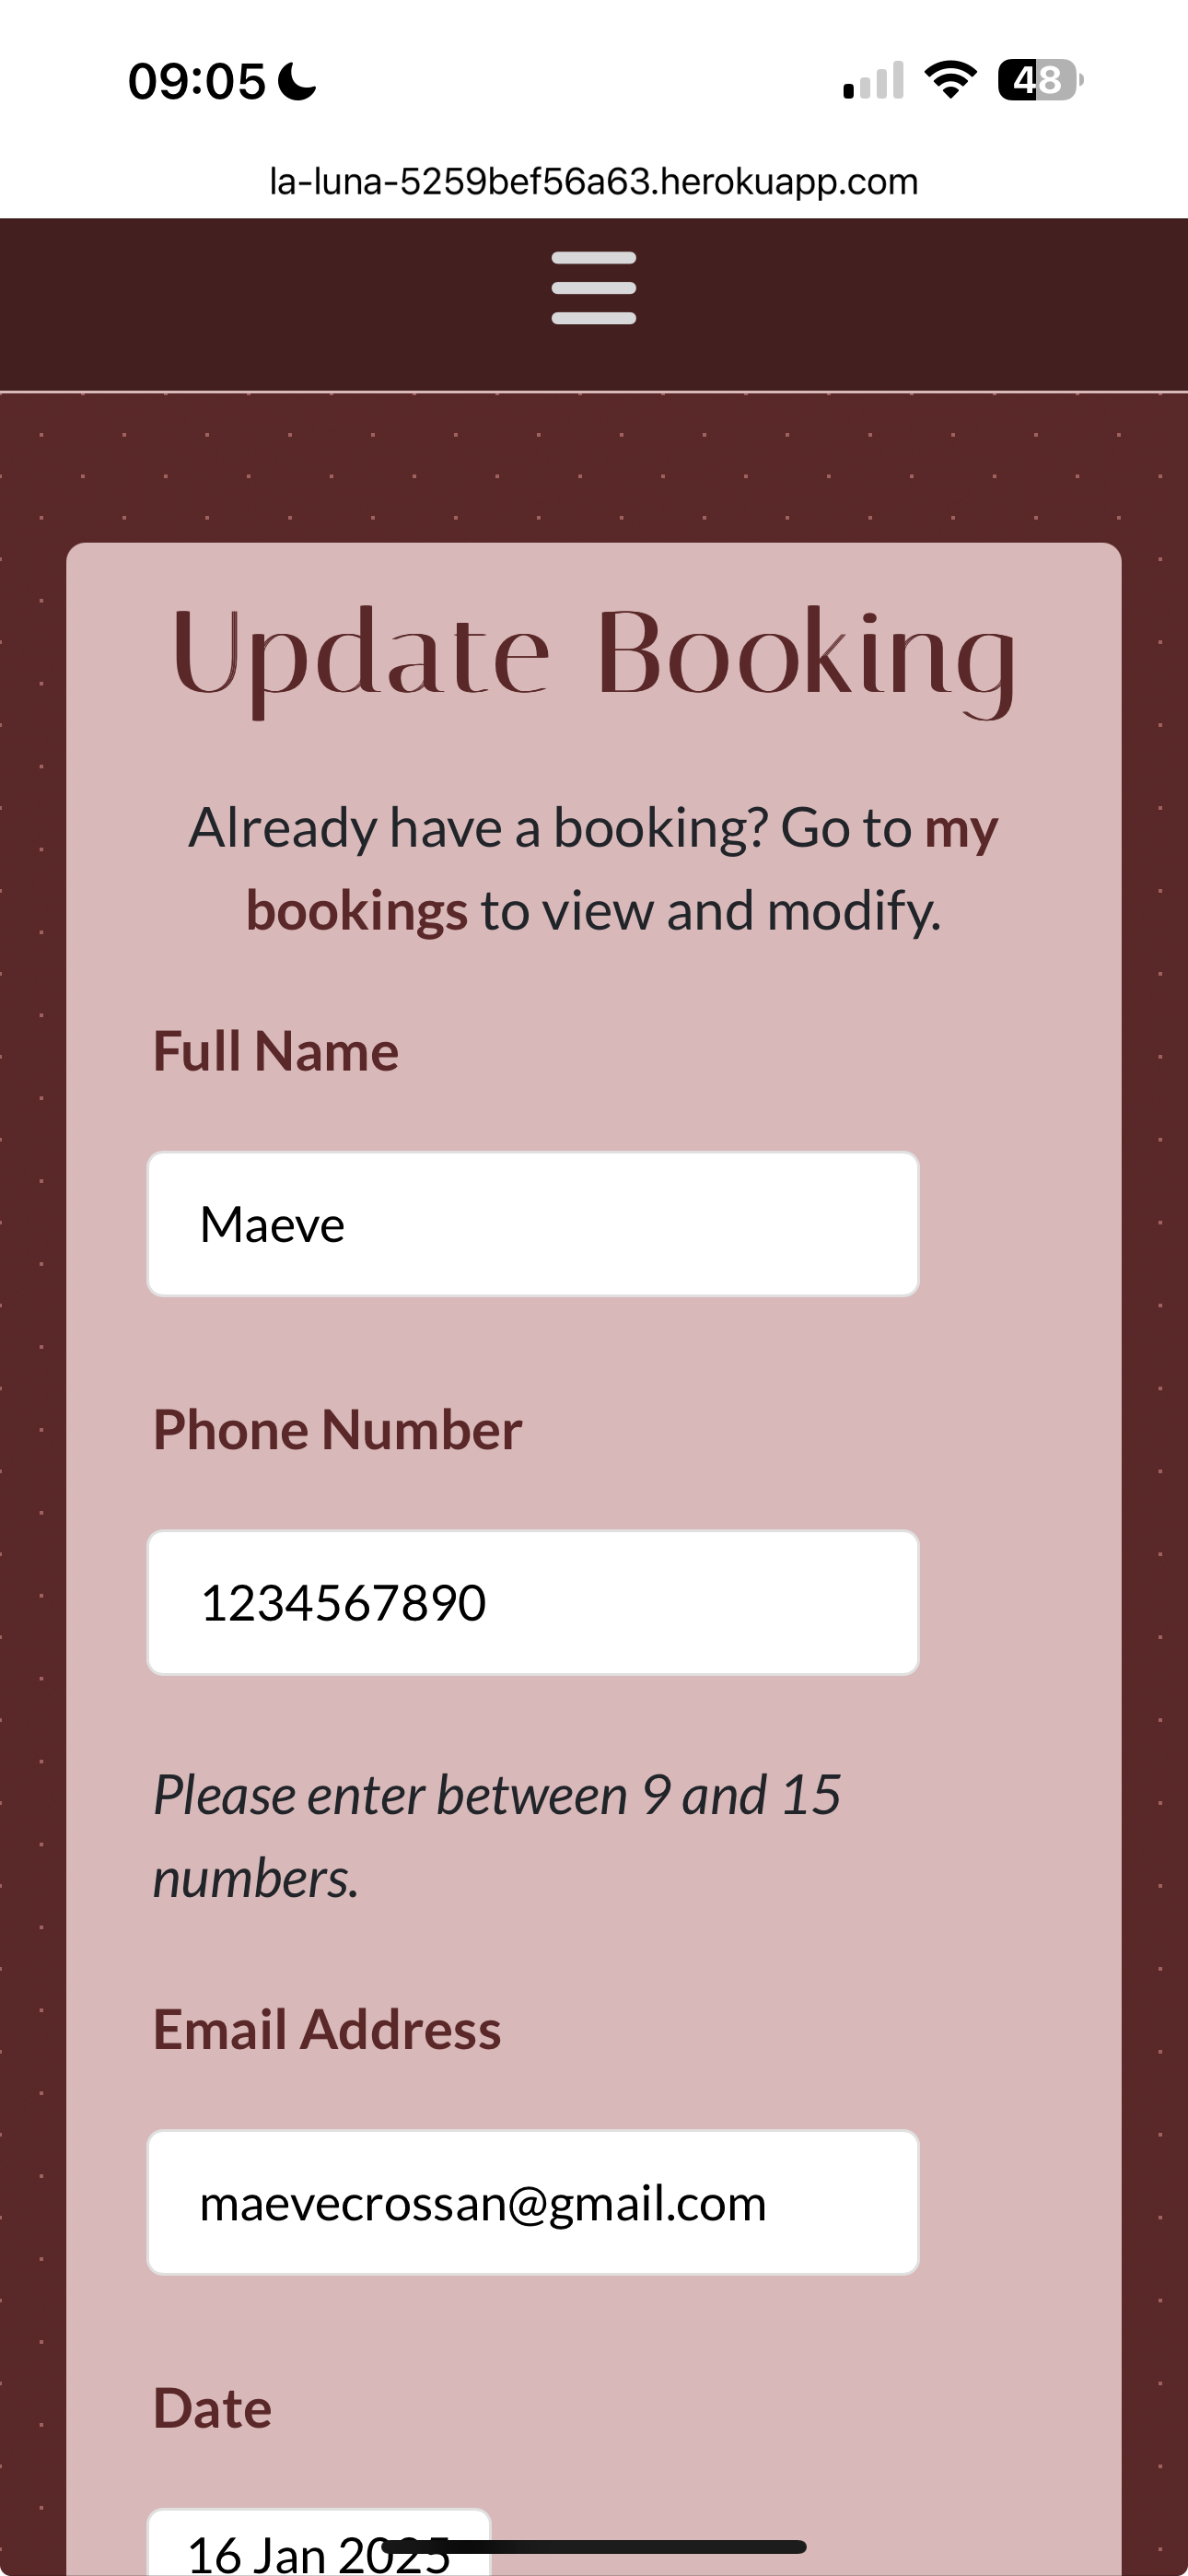 09:05
48
la-luna-5259bef56a63.herokuapp.com
Update Booking
Already have a booking? Go to my
bookings to view and modify.
Full Name
Maeve
Phone Number
1234567890
Please enter between 9 and 15
numbers.
Email Address
maevecrossan@gmail.com
Date
16 Jan 2025